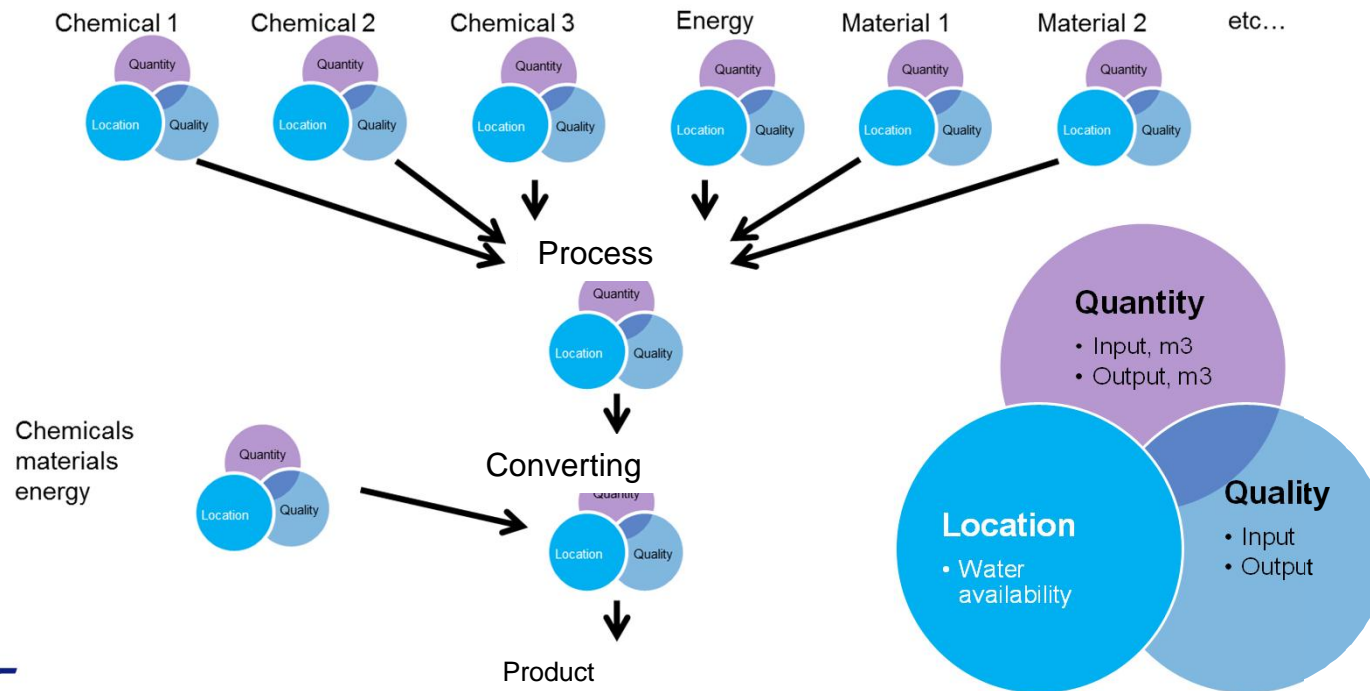 Chemical 1
Chemical 2
Chemical 3
Energy
Material 1
Material 2
etc...
Quantity
Location
Quality
Quantity
Location
Quality
Quantity
Location
Quality
Quantity
Location
Quality
Quantity
Location
Quality
Quantity
Location
Quality
Process
Quantity
Location
Quality
Chemicals
materials
energy
Quantity
Location
Quality
Converting
Quantity
Location
Quality
Product
Quantity
• Input, m3
• Output, m3
Location
• Water
availability
Quality
• Input
• Output